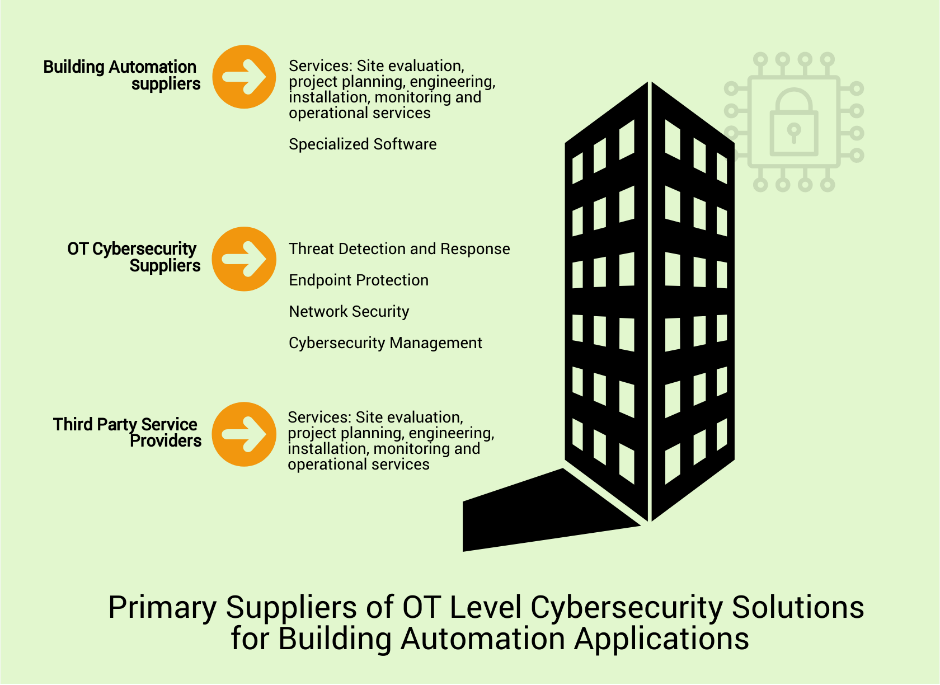 Building Automation
suppliers
Services: Site evaluation,
project planning, engineering,
installation, monitoring and
operational services
Specialized Software
OT Cybersecurity
Suppliers
Threat Detection and Response
Endpoint Protection
Network Security
Cybersecurity Management
Third Party Service
Providers
Services: Site evaluation,
project planning, engineering,
installation, monitoring and
operational services
Primary Suppliers of OT Level Cybersecurity Solutions
for Building Automation Applications